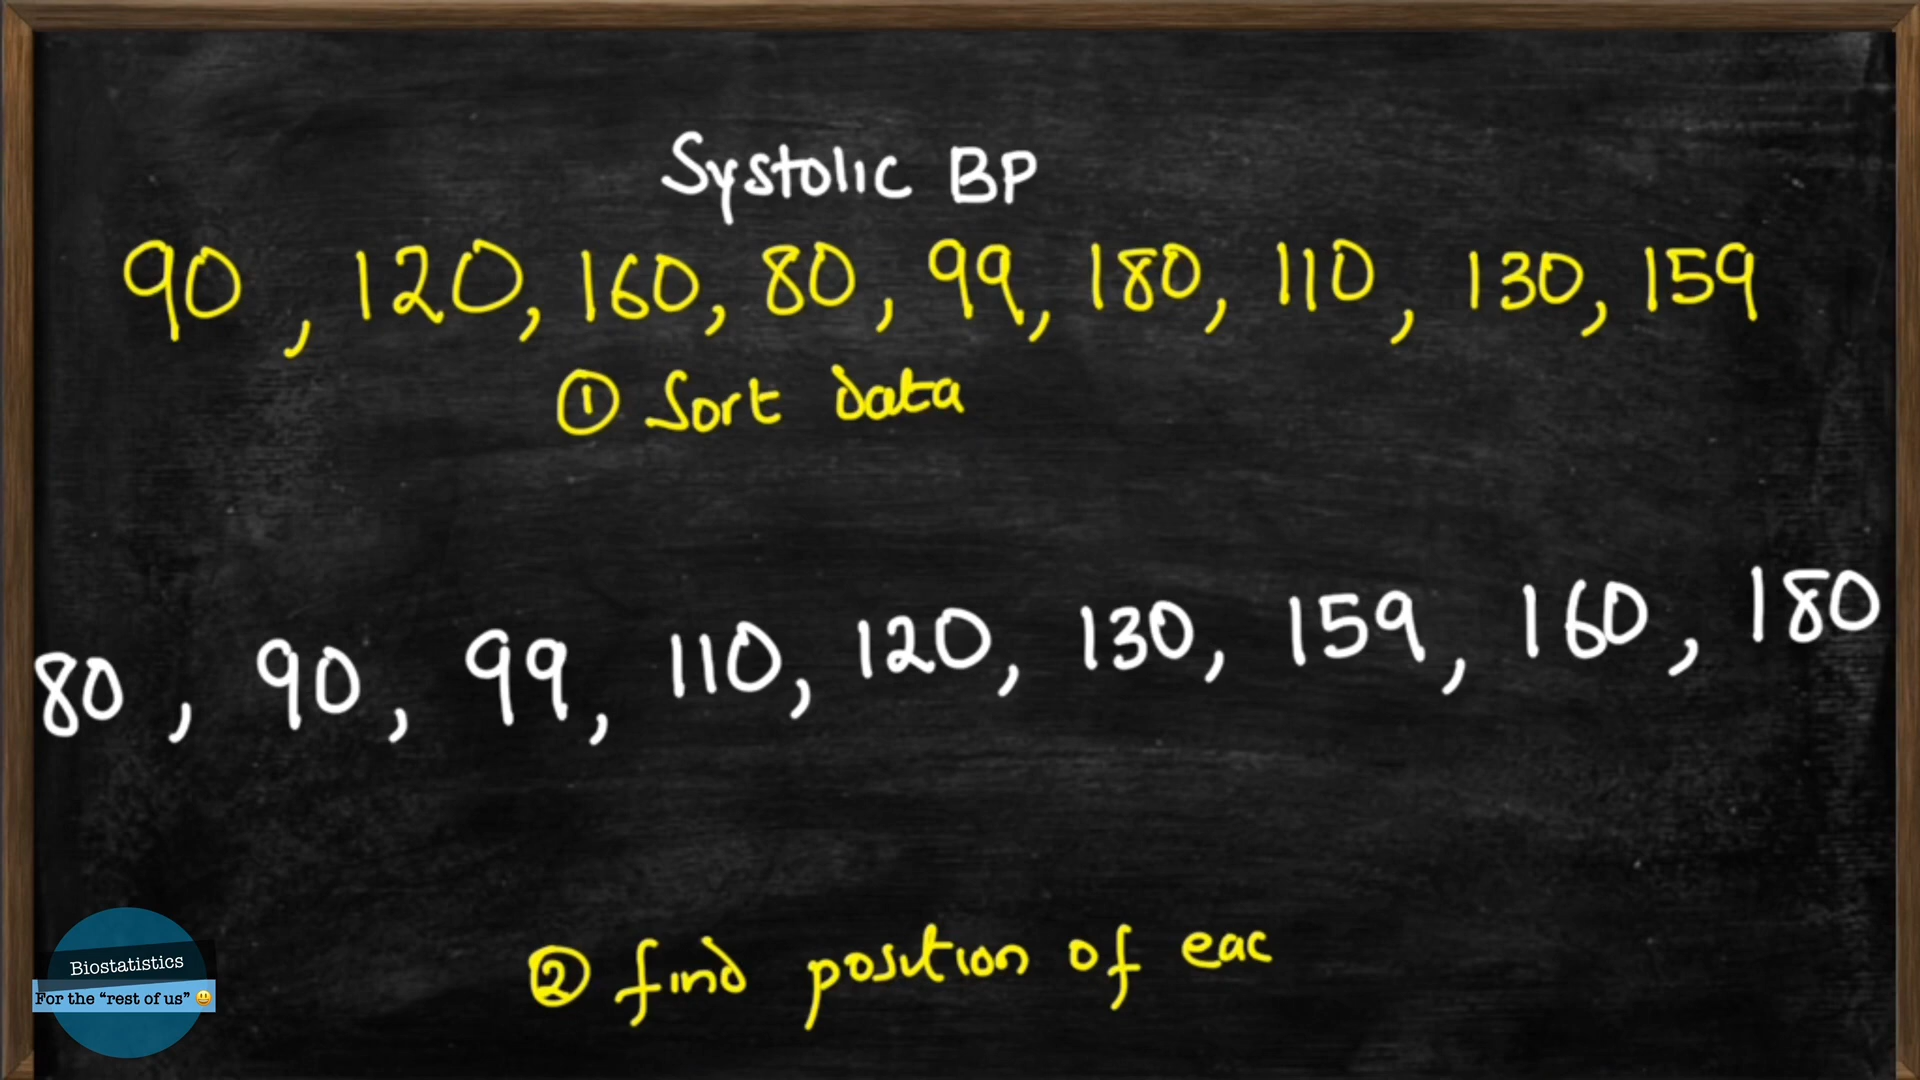 Systolic BP
90, 120, 160, 80, 99, 180, 110, 130, 159
① Sort data
80, 90, 99, 110, 120, 130, 159, 160, 180
② find position of eac
Biostatistics
For the “rest of us” 😃